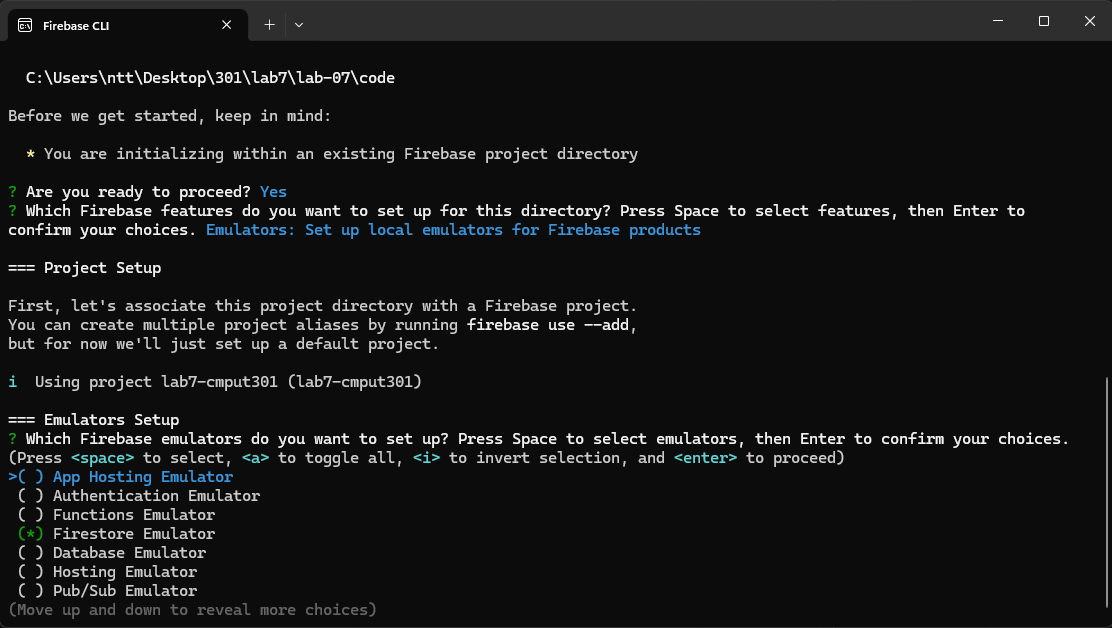 Firebase CLI
C:\Users\ntt\Desktop\301\lab7\lab-07\code
Before we get started, keep in mind:
* You are initializing within an existing Firebase project directory
? Are you ready to proceed? Yes
? Which Firebase features do you want to set up for this directory? Press Space to select features, then Enter to
confirm your choices. Emulators: Set up local emulators for Firebase products
=== Project Setup
First, let's associate this project directory with a Firebase project.
You can create multiple project aliases by running firebase use --add,
but for now we'll just set up a default project.
i  Using project lab7-cmput301 (lab7-cmput301)
=== Emulators Setup
? Which Firebase emulators do you want to set up? Press Space to select emulators, then Enter to confirm your choices.
(Press <space> to select, <a> to toggle all, <i> to invert selection, and <enter> to proceed)
>( ) App Hosting Emulator
( ) Authentication Emulator
( ) Functions Emulator
(*) Firestore Emulator
( ) Database Emulator
( ) Hosting Emulator
( ) Pub/Sub Emulator
(Move up and down to reveal more choices)